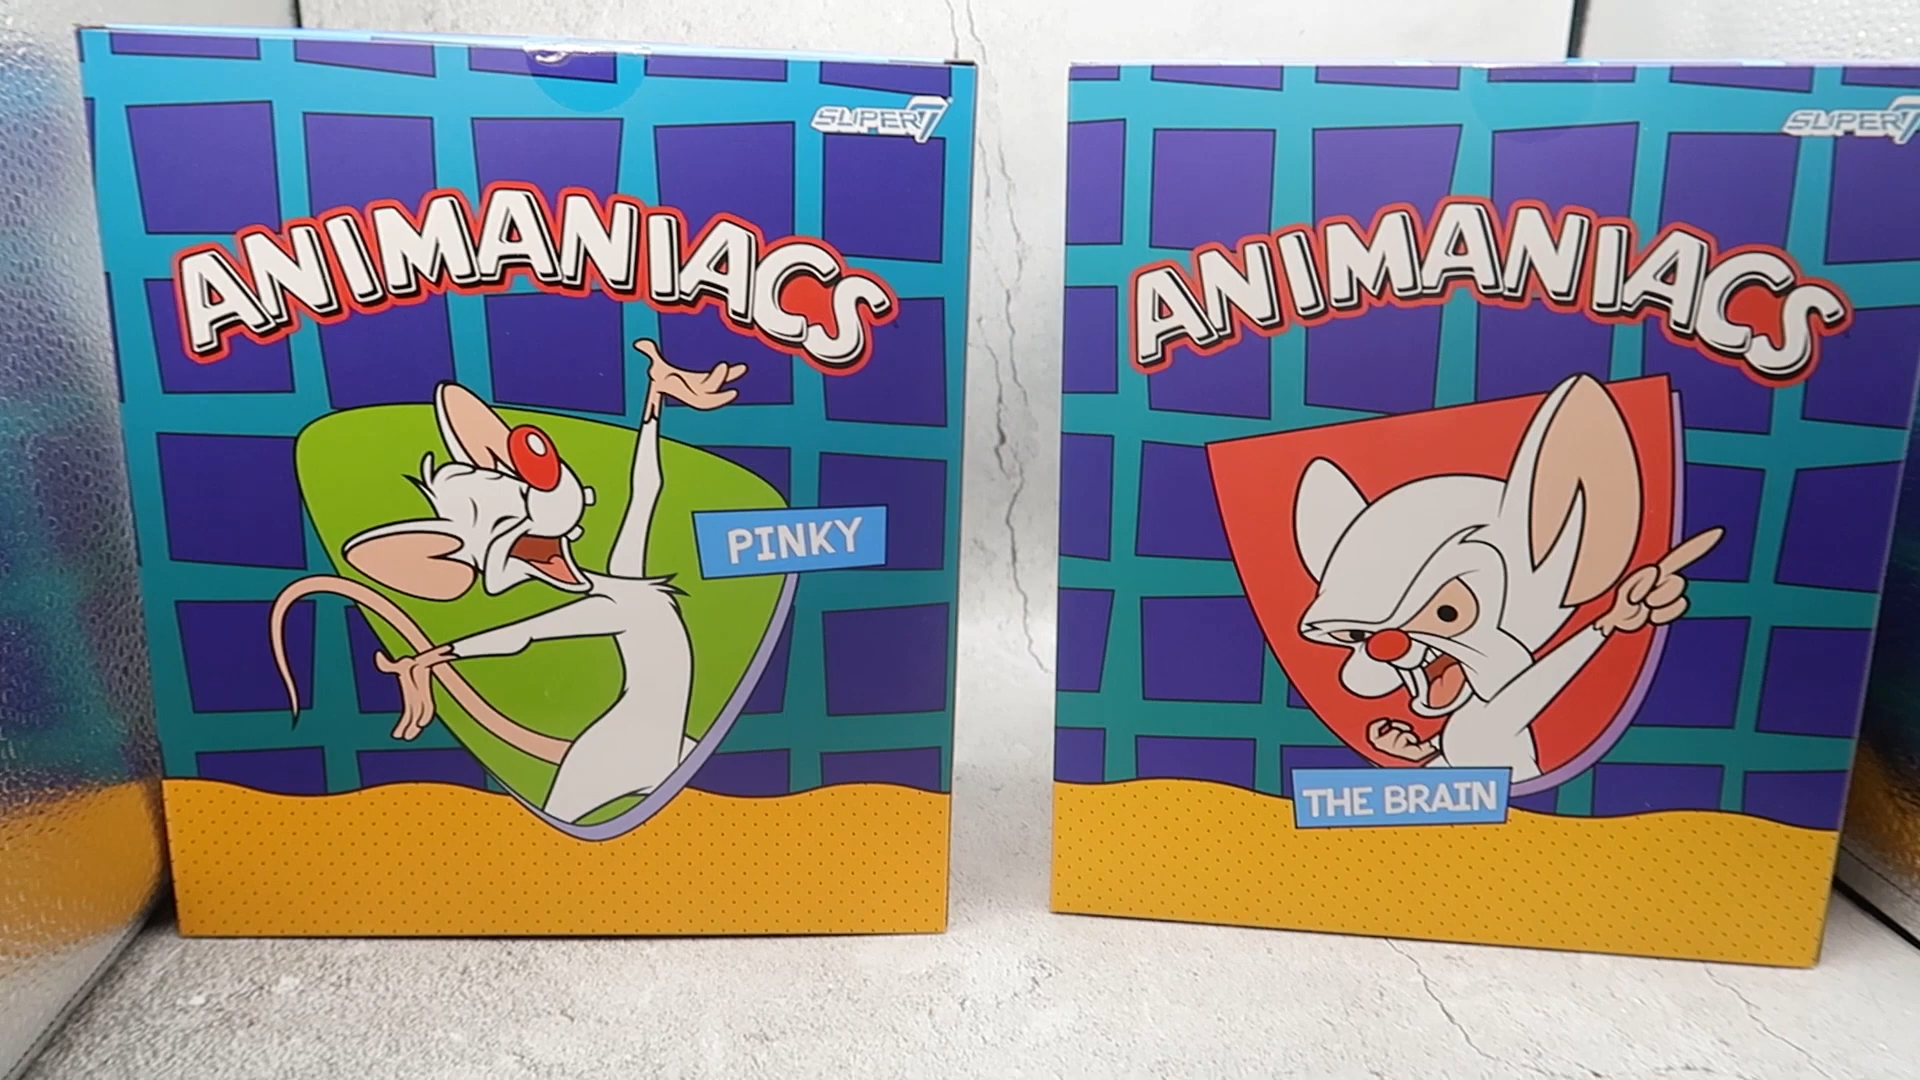 SUPER7
ANIMANIACS
PINKY
SUPER7
ANIMANIACS
THE BRAIN